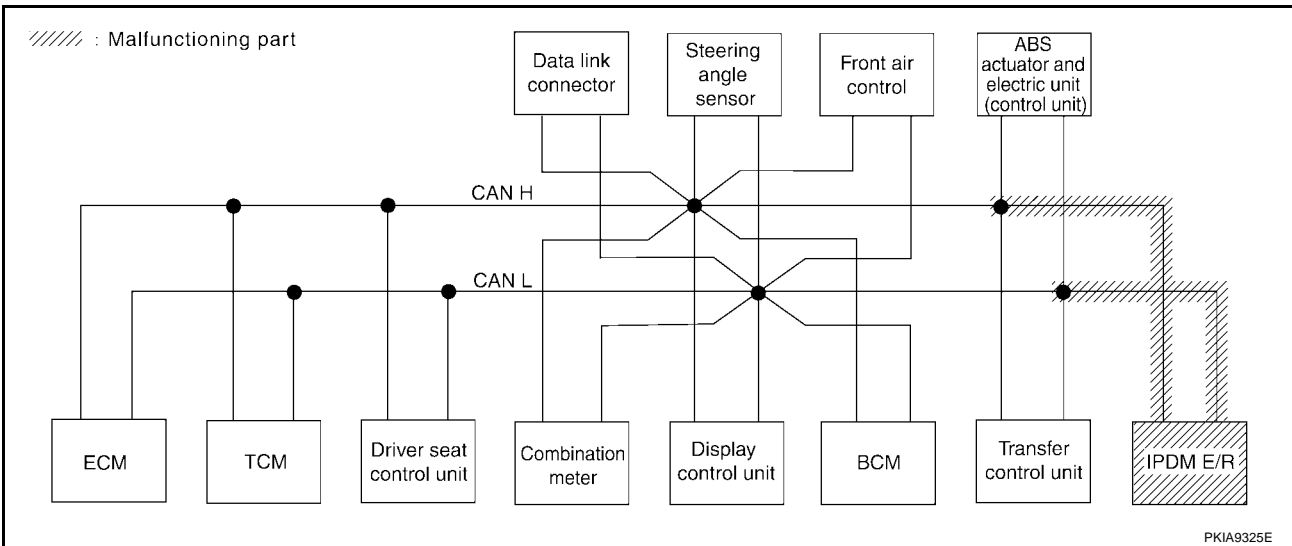 : Malfunctioning part
Data link
connector
Steering
angle
sensor
Front air
control
ABS
actuator and
electric unit
(control unit)
CAN H
CAN L
ECM
TCM
Driver seat
control unit
Combination
meter
Display
control unit
BCM
Transfer
control unit
IPDM E/R
PKIA9325E